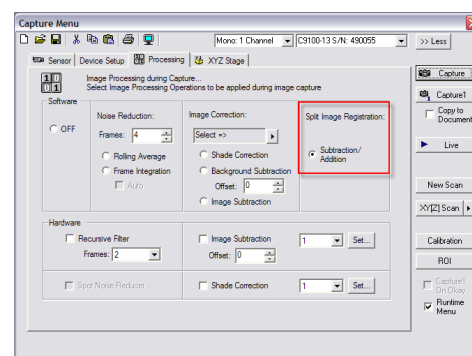 Capture Menu
Mono: 1 Channel
C9100-13 S/N: 490055
>> Less
Sensor
Device Setup
Processing
XYZ Stage
Image Processing during Capture...
Select Image Processing Operations to be applied during image capture
Software
OFF
Noise Reduction:
Frames: 4
Rolling Average
Frame Integration
Auto
Image Correction:
Select =>
Shade Correction
Background Subtraction
Offset: 0
Image Subtraction
Split Image Registration:
Subtraction/
Addition
Hardware
Recursive Filter
Frames: 2
Image Subtraction
1
Set...
Offset: 0
Spot Noise Reducer
Shade Correction
1
Set...
Capture
Capture1
Copy to
Document
Live
New Scan
XY(Z) Scan
Calibration
ROI
Capture1
On Okay
Runtime
Menu